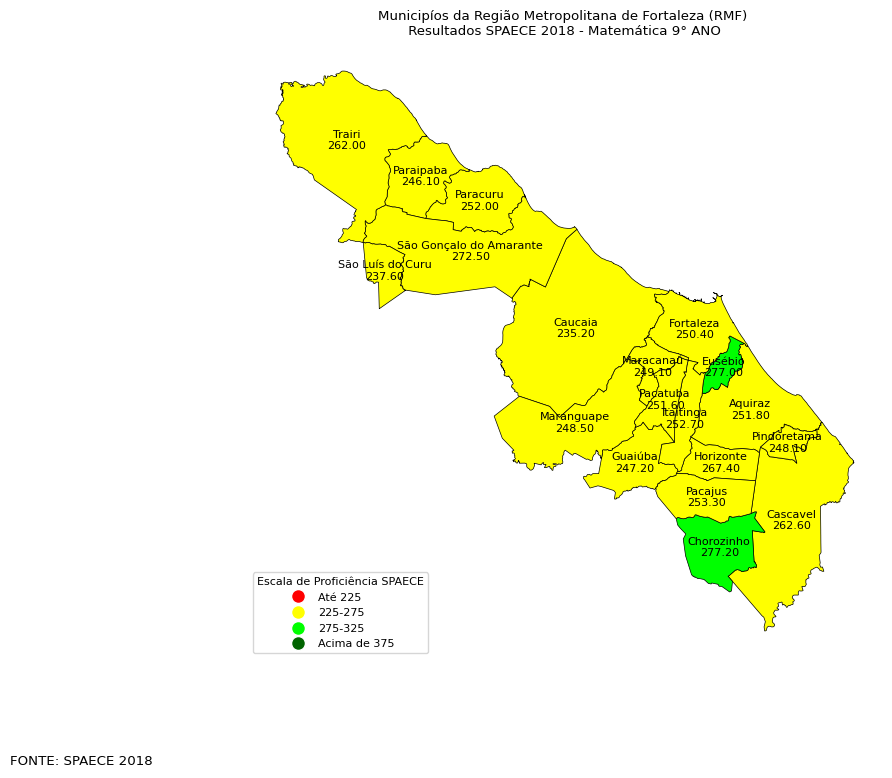 Municipíos da Região Metropolitana de Fortaleza (RMF)
Resultados SPAECE 2018 - Matemática 9° ANO
Trairi
262.00
Paraipaba
246.10
Paracuru
252.00
São Gonçalo do Amarante
272.50
São Luís do Curu
237.60
Caucaia
235.20
Fortaleza
250.40
Maracanaú
249.10
Eusébio
277.00
Pacatuba
251.60
Itaitinga
252.70
Aquiraz
251.80
Maranguape
248.50
Pindoretama
248.10
Guaiúba
247.20
Horizonte
267.40
Pacajus
253.30
Cascavel
262.60
Chorozinho
277.20
Escala de Proficiência SPAECE
Até 225
225-275
275-325
Acima de 375
FONTE: SPAECE 2018